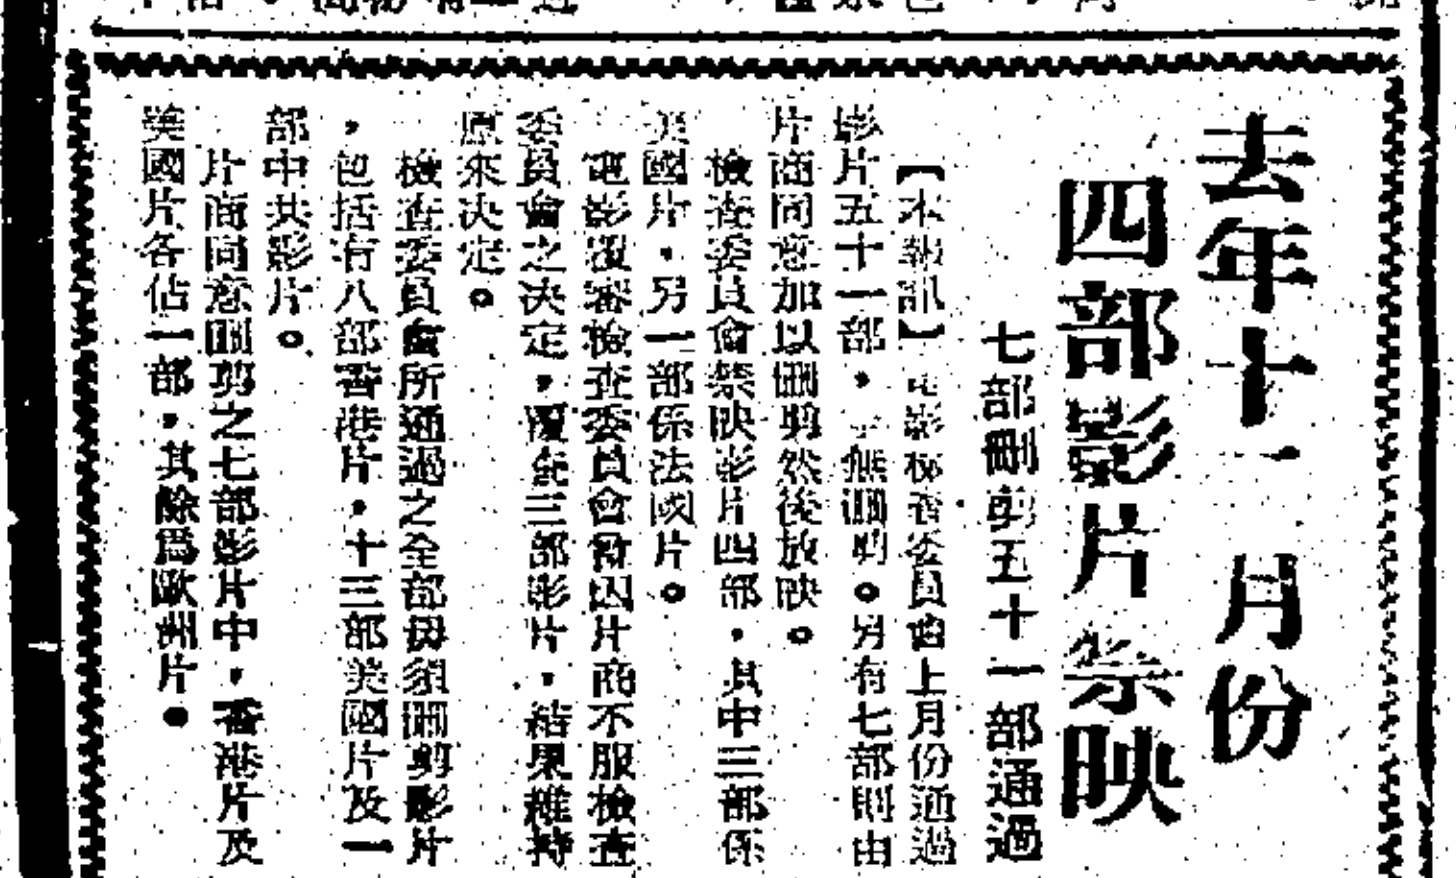 去年十一月份
四部影片禁映
七部刪剪五十一部通過
【本報訊】電影檢查委員會上月份通過
影片五十一部，無刪剪。另有七部則由
片商同意加以刪剪然後放映。
檢查委員會禁映影片四部，其中三部係
美國片，另一部係法國片。
電影覆審檢查委員會曾因片商不服檢查
委員會之决定，覆查三部影片，結果維持
原來决定。
檢查委員會所通過之全部毋須刪剪影片
，包括有八部香港片，十三部美國片及一
部中共影片。
片商同意刪剪之七部影片中，香港片及
美國片各佔一部，其餘爲歐洲片。